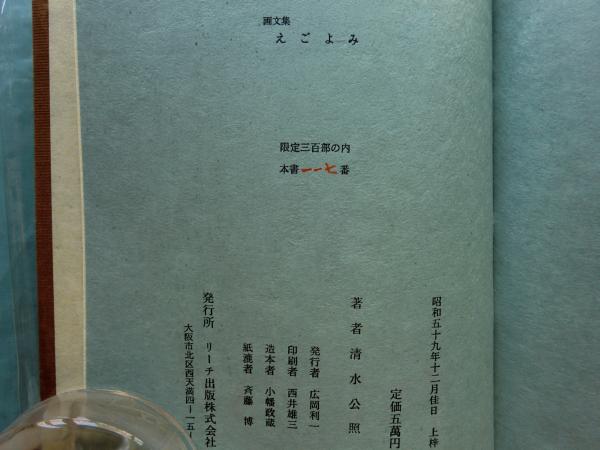 画文集
えごよみ
限定三百部の内
本書一一七番
昭和五十九年十二月佳日 上梓
定価五萬円
著者 清水公照
発行者 広岡利一
印刷者 西井雄三
造本者 小幡政蔵
紙漉者 斉藤博
発行所 リーチ出版株式会社
大阪市北区西天満四ー一五ー